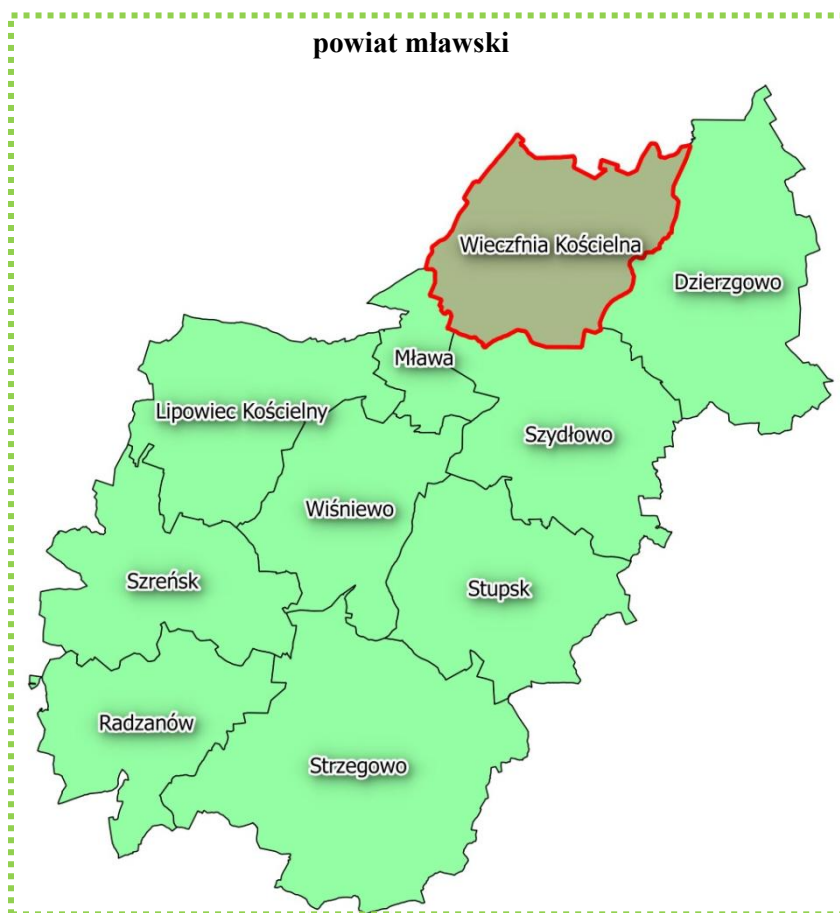 powiat mławski
Wieczfnia Kościelna
Dzierzgowo
Mława
Lipowiec Kościelny
Szydłowo
Wiśniewo
Szreńsk
Stupsk
Radzanów
Strzegowo